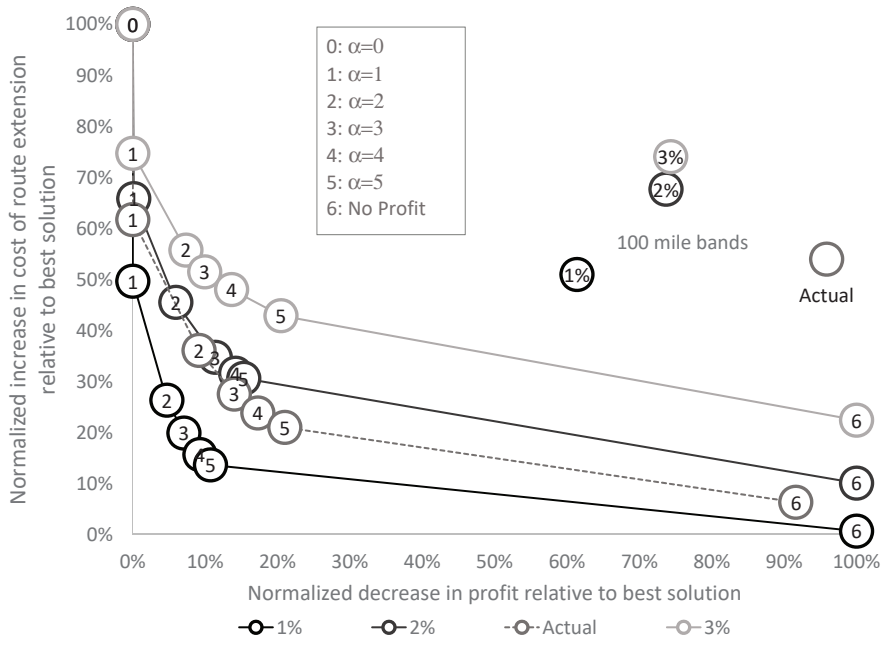 Normalized increase in cost of route extension
relative to best solution
100%
90%
80%
70%
60%
50%
40%
30%
20%
10%
0%
0
1
1
1
1
2
3
4
5
2
3
4
5
2
3
4
5
2
3
4
5
6
6
6
6
0: α=0
1: α=1
2: α=2
3: α=3
4: α=4
5: α=5
6: No Profit
3%
2%
100 mile bands
1%
Actual
0% 10% 20% 30% 40% 50% 60% 70% 80% 90% 100%
Normalized decrease in profit relative to best solution
1% 2% Actual 3%